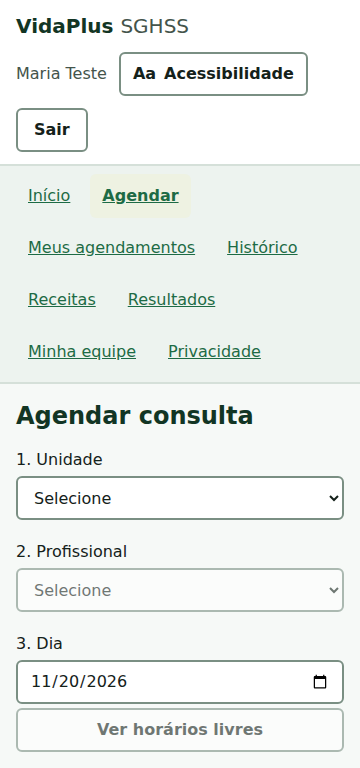 VidaPlus SGHSS
Maria Teste Aa Acessibilidade
Sair
Início Agendar
Meus agendamentos Histórico
Receitas Resultados
Minha equipe Privacidade
Agendar consulta
1. Unidade
Selecione
2. Profissional
Selecione
3. Dia
11/20/2026
Ver horários livres